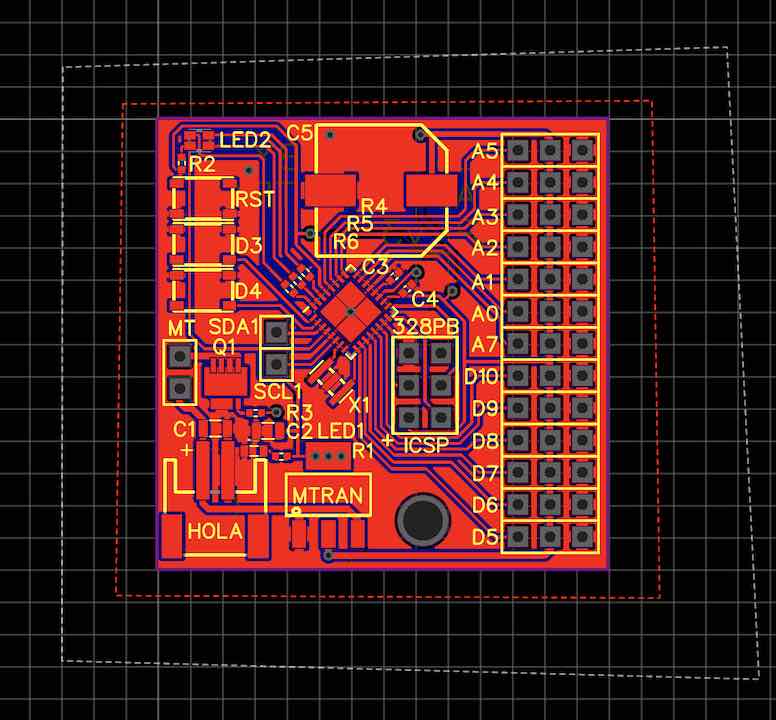 LED2
C5
R2
A5
A4
RST
R4
A3
R5
D3
R6
A2
C3
A1
D4
C4
A0
MT
SDA1
328PB
Q1
A7
D10
SCL1
X1
D9
R3
C1
C2
LED1
D8
+
ICSP
+
R1
D7
MTRAN
D6
HOLA
D5